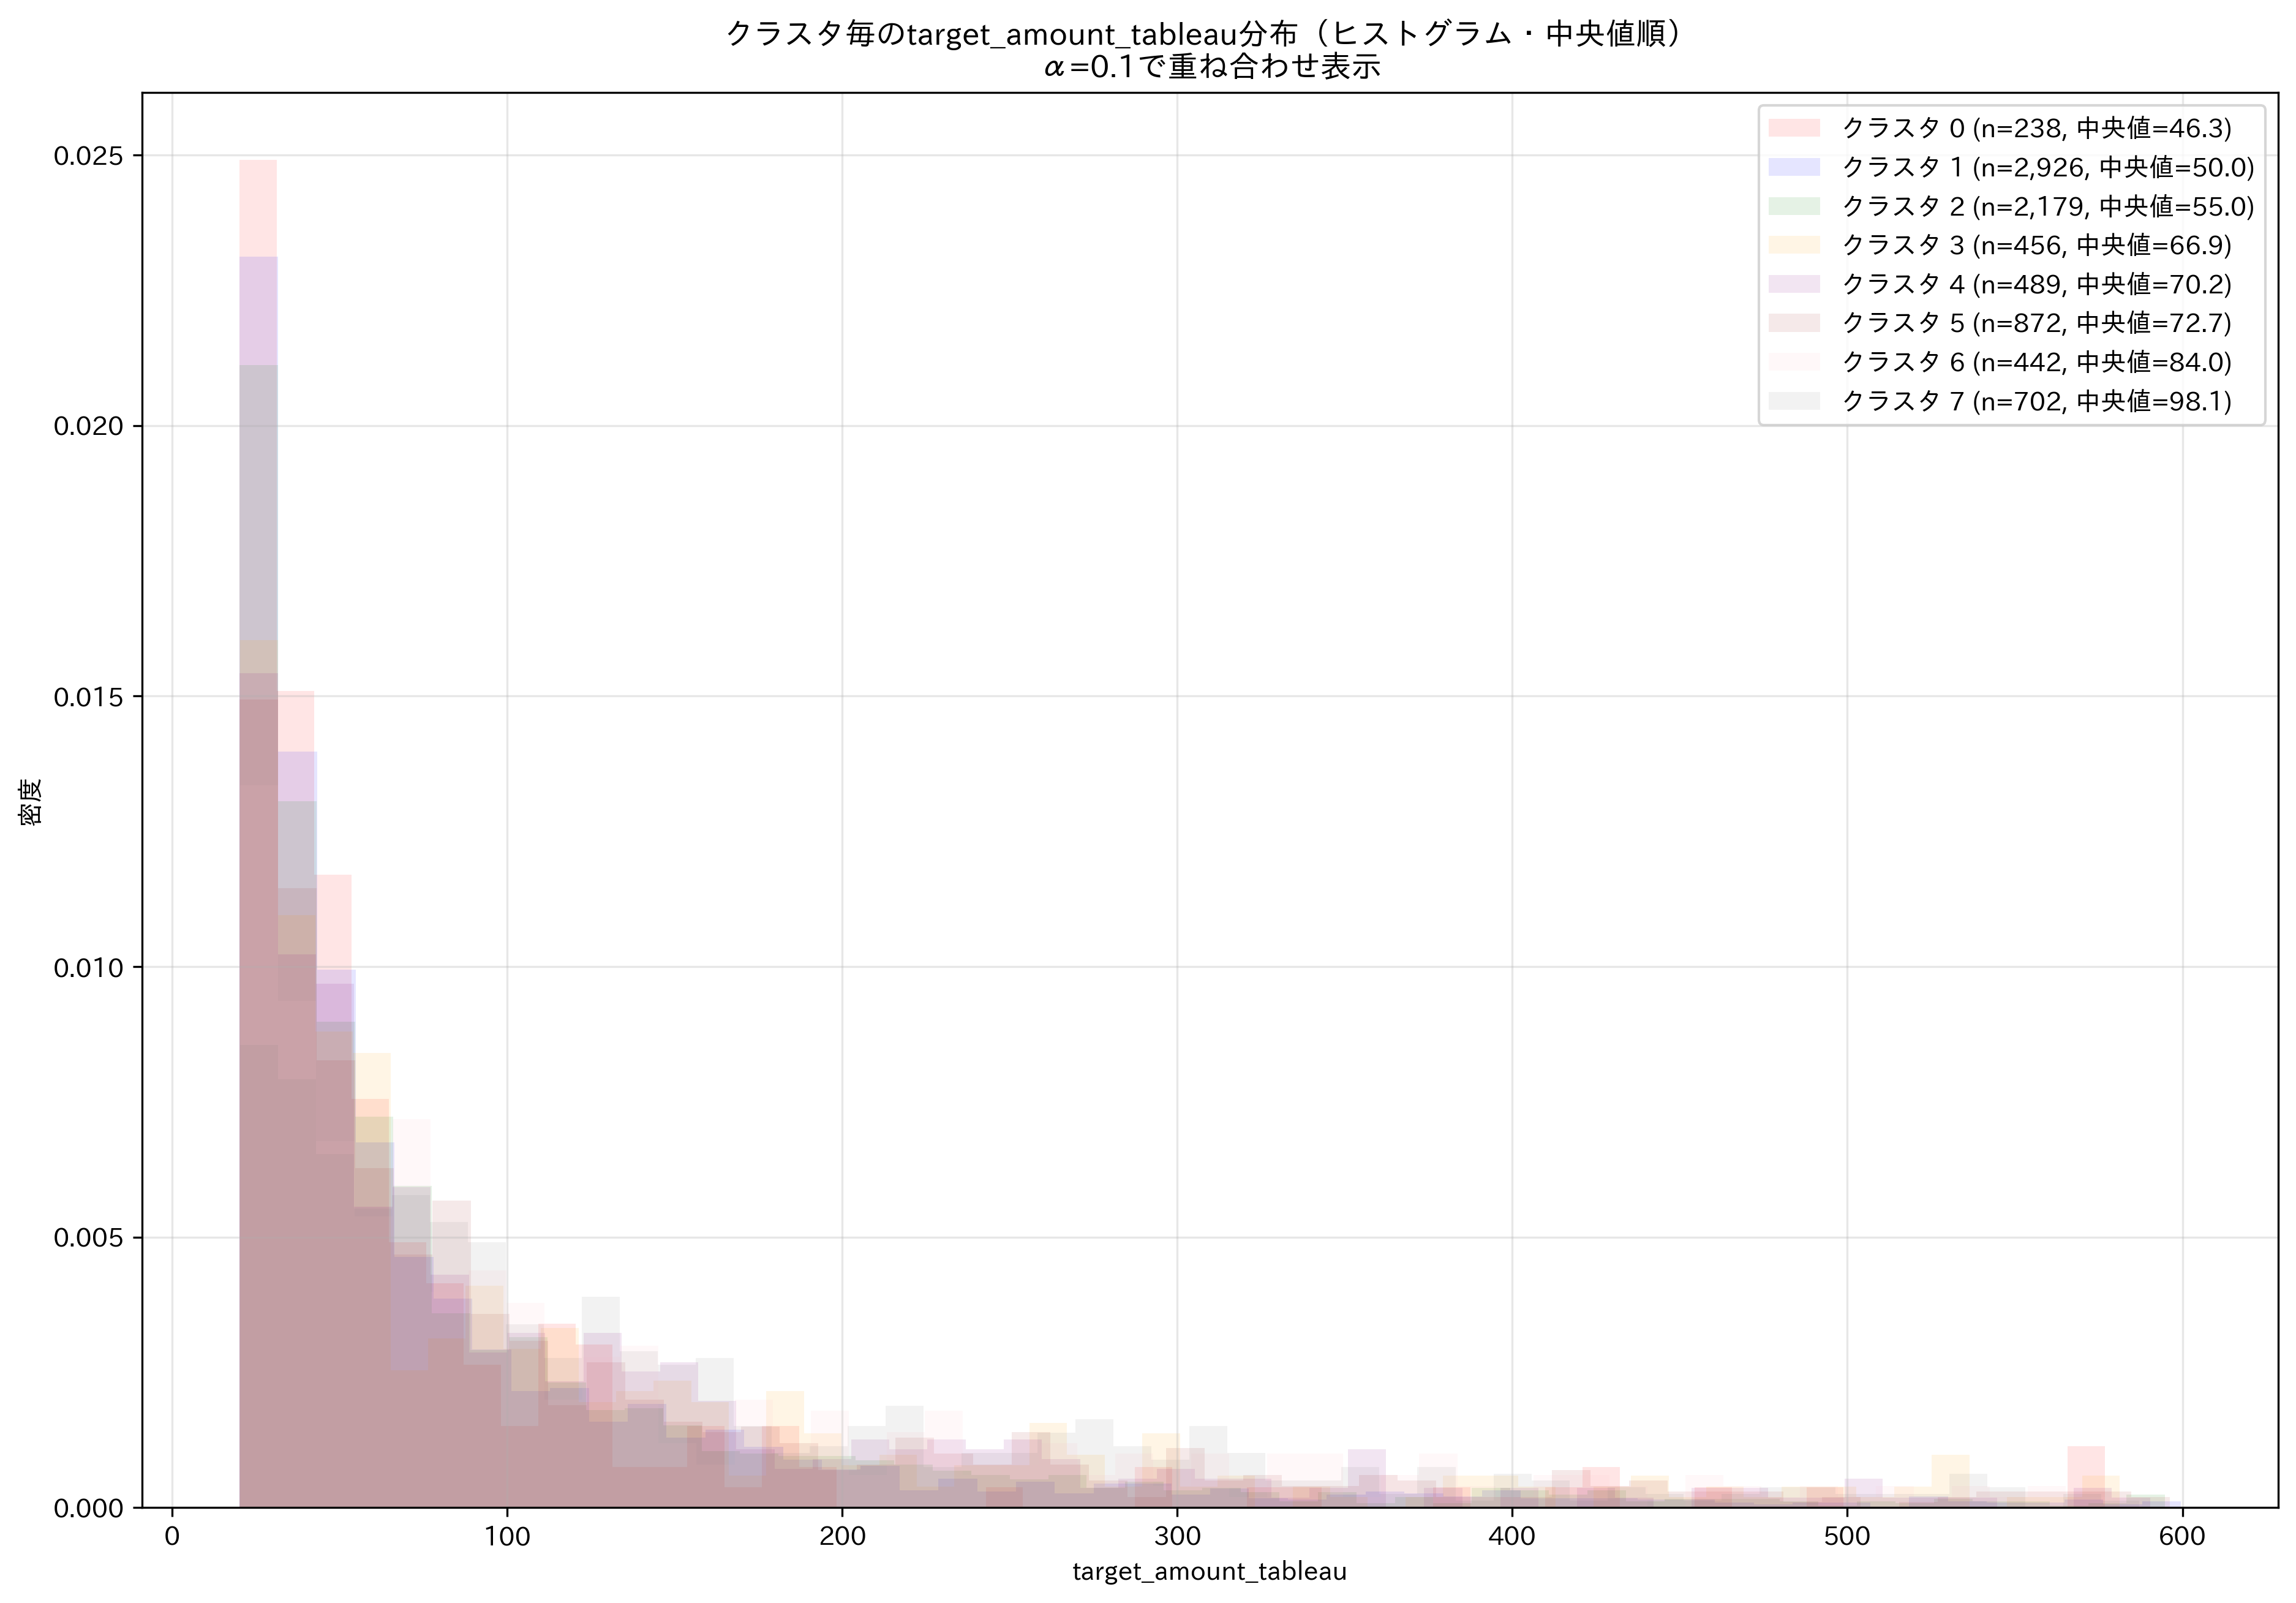 クラスタ毎のtarget_amount_tableau分布（ヒストグラム・中央値順）
α=0.1で重ね合わせ表示
クラスタ 0 (n=238, 中央値=46.3)
クラスタ 1 (n=2,926, 中央値=50.0)
クラスタ 2 (n=2,179, 中央値=55.0)
クラスタ 3 (n=456, 中央値=66.9)
クラスタ 4 (n=489, 中央値=70.2)
クラスタ 5 (n=872, 中央値=72.7)
クラスタ 6 (n=442, 中央値=84.0)
クラスタ 7 (n=702, 中央値=98.1)
密度
0.025
0.020
0.015
0.010
0.005
0.000
0 100 200 300 400 500 600
target_amount_tableau